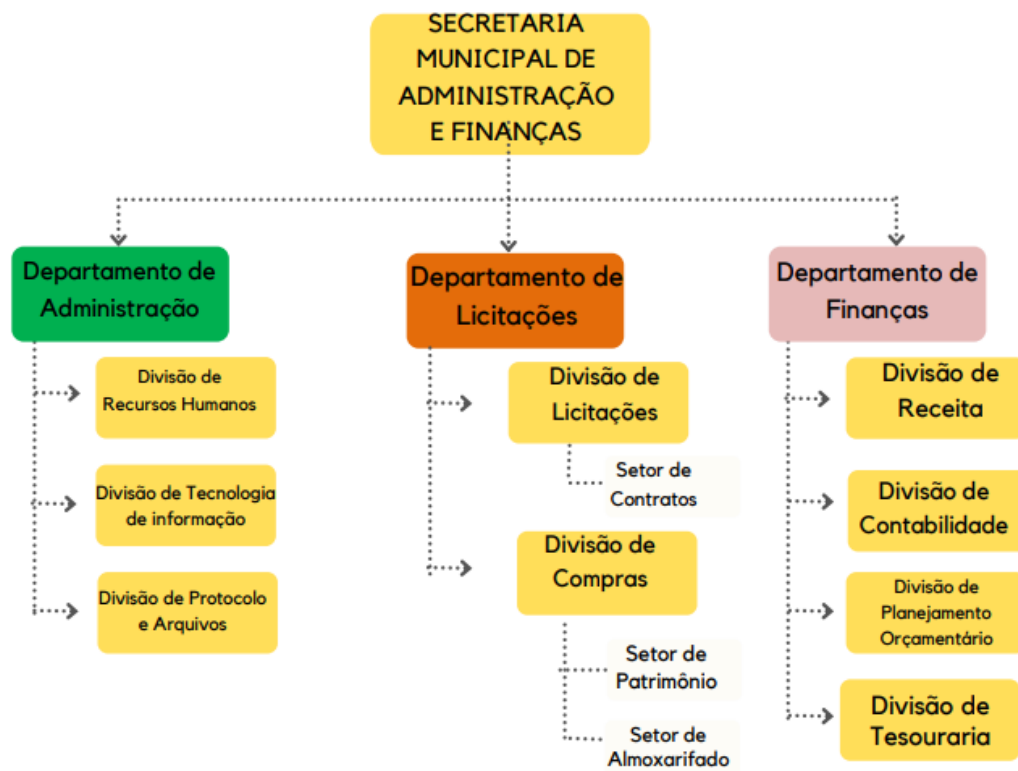 SECRETARIA
MUNICIPAL DE
ADMINISTRAÇÃO
E FINANÇAS
Departamento de
Administração
Divisão de
Recursos Humanos
Divisão de Tecnologia
de informação
Divisão de Protocolo
e Arquivos
Departamento de
Licitações
Divisão de
Licitações
Setor de
Contratos
Divisão de
Compras
Setor de
Patrimônio
Setor de
Almoxarifado
Departamento de
Finanças
Divisão de
Receita
Divisão de
Contabilidade
Divisão de
Planejamento
Orçamentário
Divisão de
Tesouraria